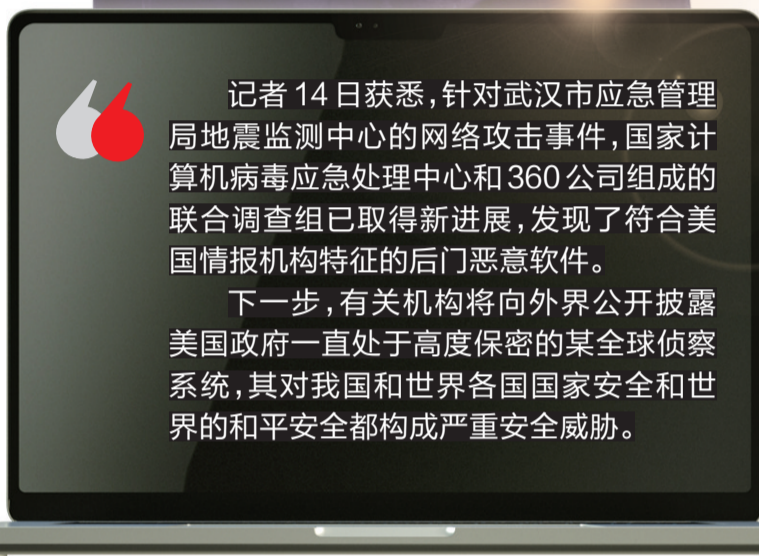 记者14日获悉,针对武汉市应急管理
局地震监测中心的网络攻击事件,国家计
算机病毒应急处理中心和360公司组成的
联合调查组已取得新进展,发现了符合美
国情报机构特征的后门恶意软件。
下一步,有关机构将向外界公开披露
美国政府一直处于高度保密的某全球侦察
系统,其对我国和世界各国国家安全和世
界的和平安全都构成严重安全威胁。